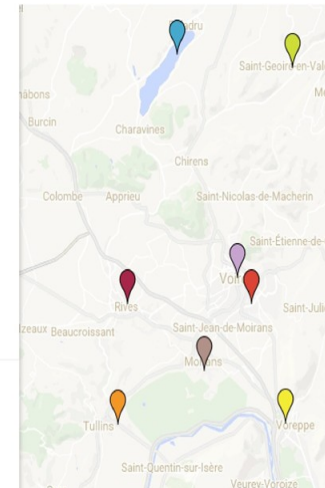 Saint-Geoire-en-Val
Burcin
Charavines
Chirens
Colombe
Apprieu
Saint-Nicolas-de-Macherin
Saint-Étienne-de-
Rives
Saint-Juli
Saint-Jean-de-Moirans
Beaucroissant
Tullins
Voreppe
Saint-Quentin-sur-Isère
Veurey-Voroize